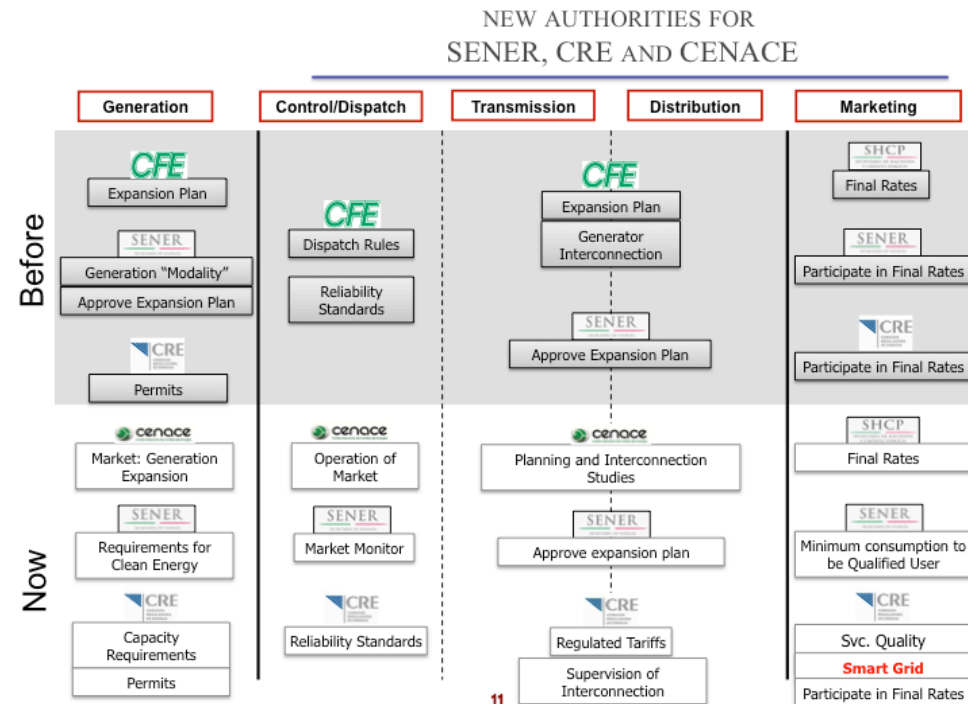 NEW AUTHORITIES FOR
SENER, CRE AND CENACE
Generation
Control/Dispatch
Transmission
Distribution
Marketing
Before
CFE
Expansion Plan
SENER
Generation "Modality"
Approve Expansion Plan
CRE
Permits
CFE
Dispatch Rules
Reliability
Standards
CFE
Expansion Plan
Generator
Interconnection
SENER
Approve Expansion Plan
SHCP
Final Rates
SENER
Participate in Final Rates
CRE
Participate in Final Rates
Now
cenace
Market: Generation
Expansion
SENER
Requirements for
Clean Energy
CRE
Capacity
Requirements
Permits
cenace
Operation of
Market
SENER
Market Monitor
CRE
Reliability Standards
cenace
Planning and Interconnection
Studies
SENER
Approve expansion plan
CRE
Regulated Tariffs
Supervision of
Interconnection
SHCP
Final Rates
SENER
Minimum consumption to
be Qualified User
CRE
Svc. Quality
Smart Grid
Participate in Final Rates
11